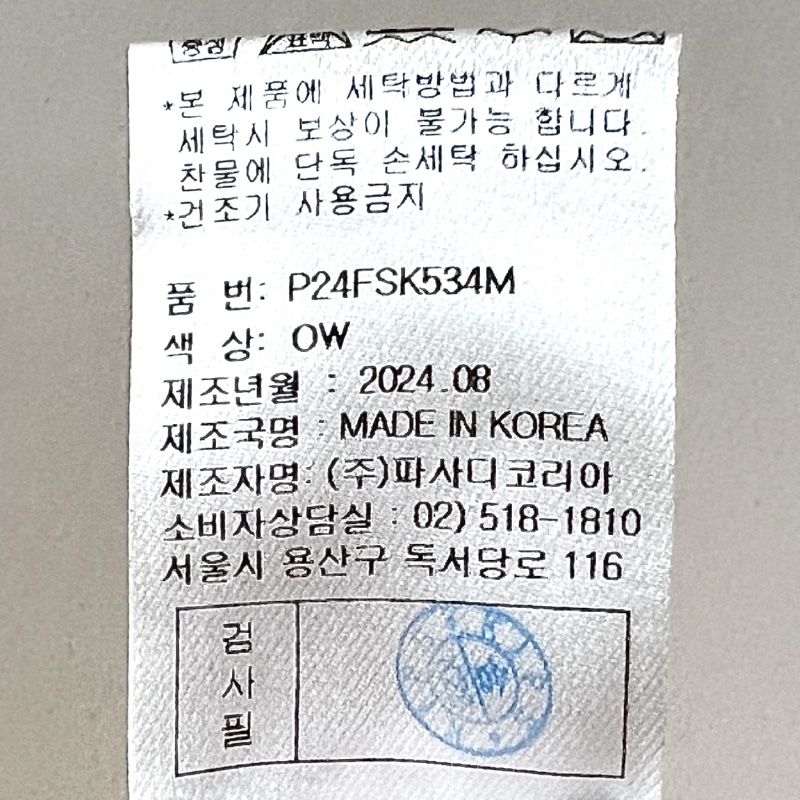 중성
표백
*본 제품에 세탁방법과 다르게
세탁시 보상이 불가능 합니다.
찬물에 단독 손세탁 하십시오.
*건조기 사용금지
품 번: P24FSK534M
색 상: OW
제조년월 : 2024.08
제조국명 : MADE IN KOREA
제조자명: (주)파사디코리아
소비자상담실 : 02) 518-1810
서울시 용산구 독서당로 116
검
사
필